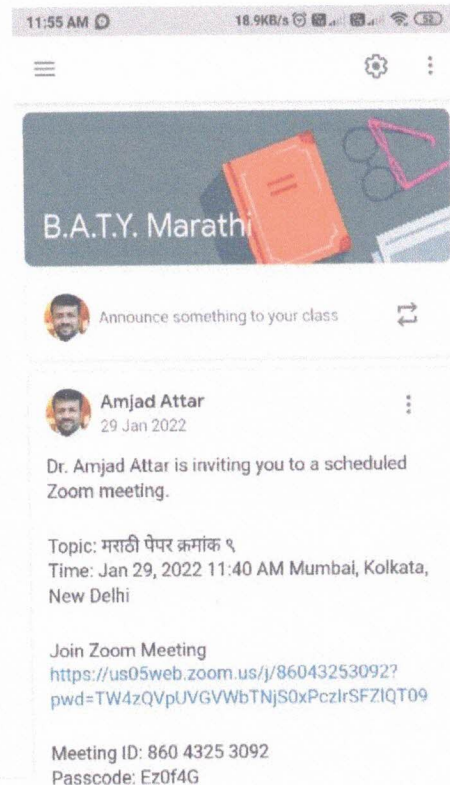 11:55 AM
18.9KB/s
52
B.A.T.Y. Marathi
Announce something to your class
Amjad Attar
29 Jan 2022
Dr. Amjad Attar is inviting you to a scheduled
Zoom meeting.
Topic: मराठी पेपर क्रमांक ९
Time: Jan 29, 2022 11:40 AM Mumbai, Kolkata,
New Delhi
Join Zoom Meeting
https://us05web.zoom.us/j/86043253092?
pwd=TW4zQVpUVGVWbTNjS0xPczIrSFZIQT09
Meeting ID: 860 4325 3092
Passcode: Ez0f4G